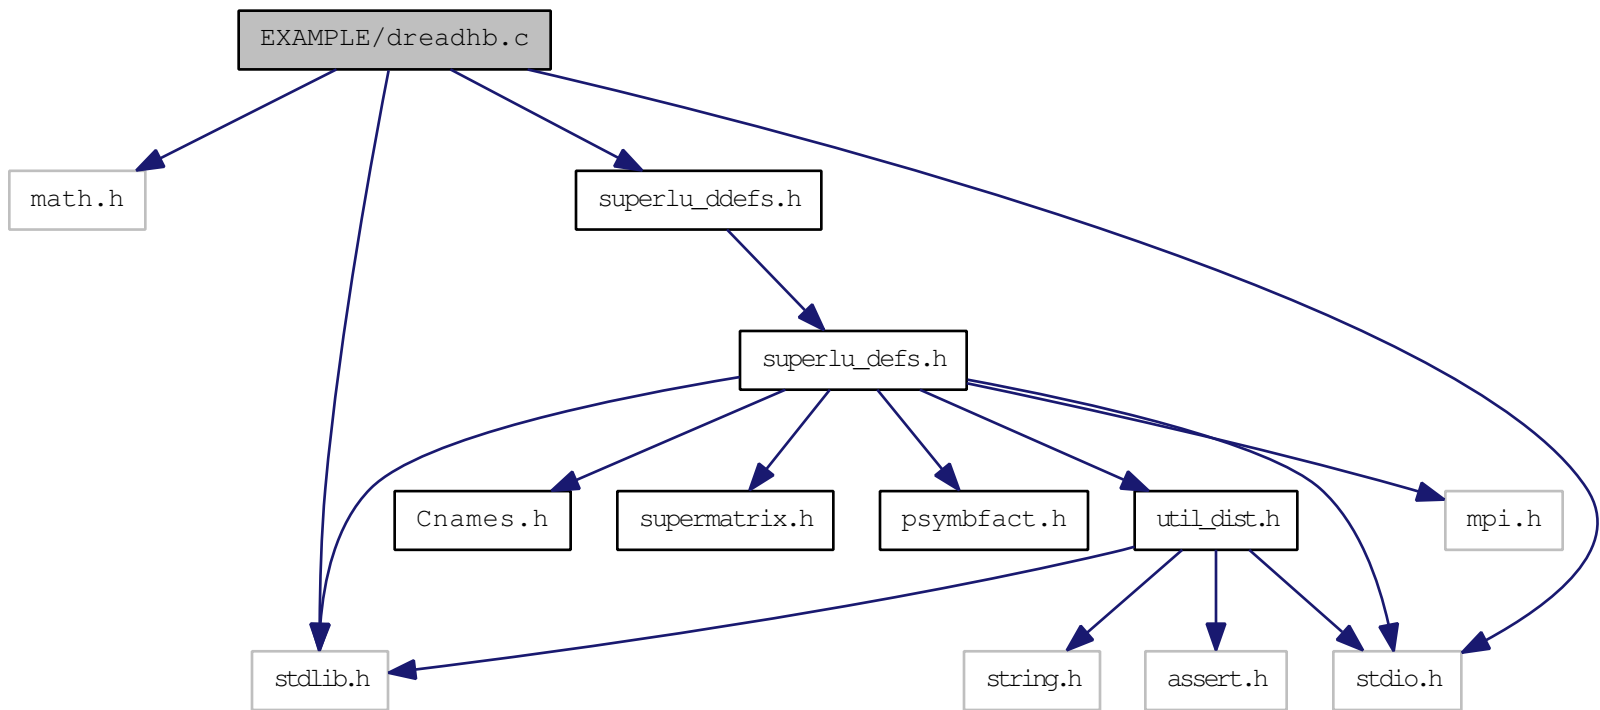 EXAMPLE/dreadhb.c
math.h
superlu_ddefs.h
superlu_defs.h
Cnames.h
supermatrix.h
psymbfact.h
util_dist.h
mpi.h
stdlib.h
string.h
assert.h
stdio.h